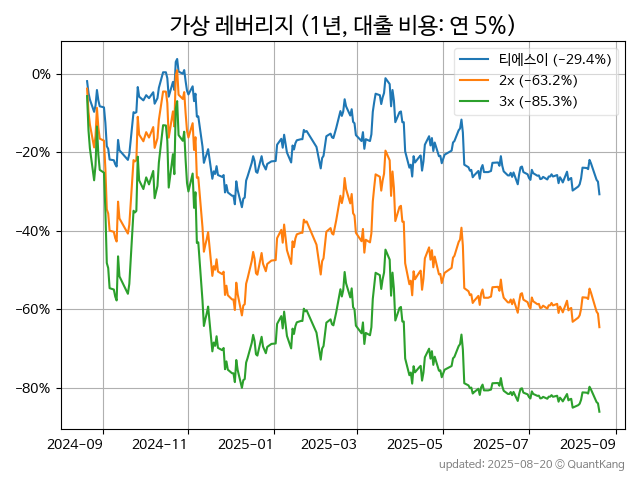 가상 레버리지 (1년, 대출 비용: 연 5%)
티에스이 (−29.4%)
2x (−63.2%)
3x (−85.3%)
0%
−20%
−40%
−60%
−80%
2024−09 2024−11 2025−01 2025−03 2025−05 2025−07 2025−09
updated: 2025-08-20 © QuantKang